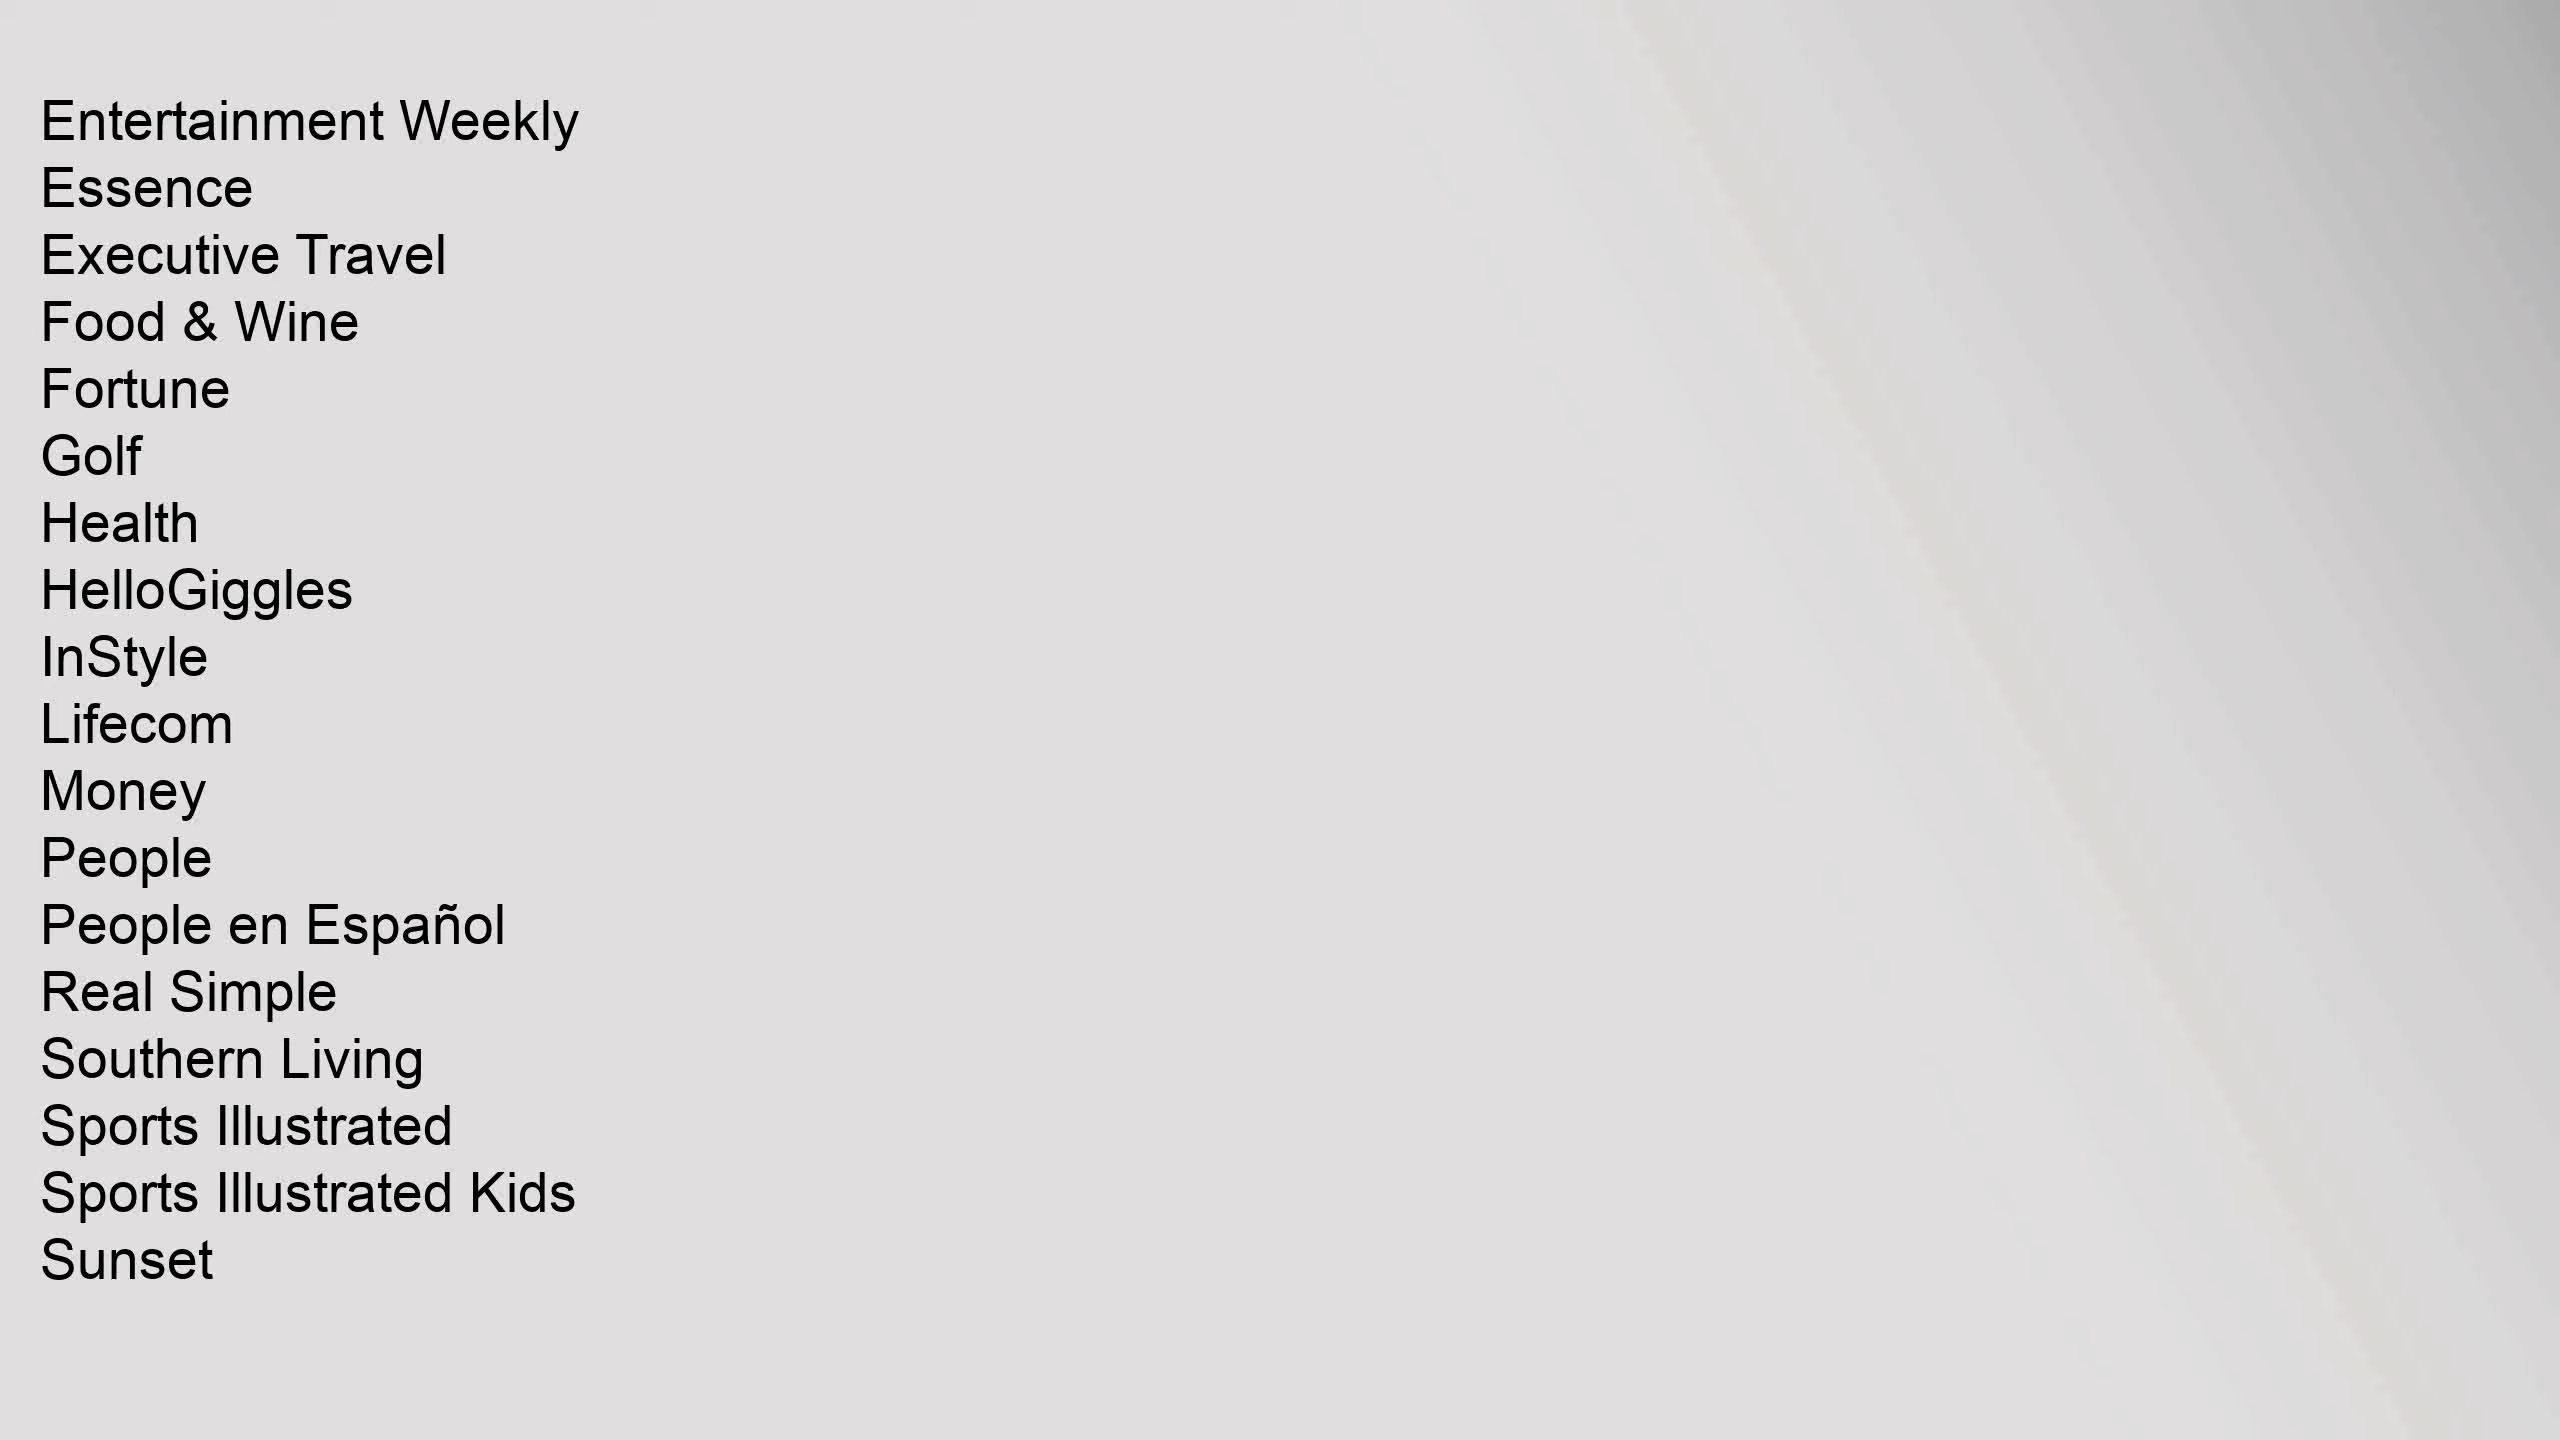 Entertainment Weekly
Essence
Executive Travel
Food & Wine
Fortune
Golf
Health
HelloGiggles
InStyle
Lifecom
Money
People
People en Español
Real Simple
Southern Living
Sports Illustrated
Sports Illustrated Kids
Sunset